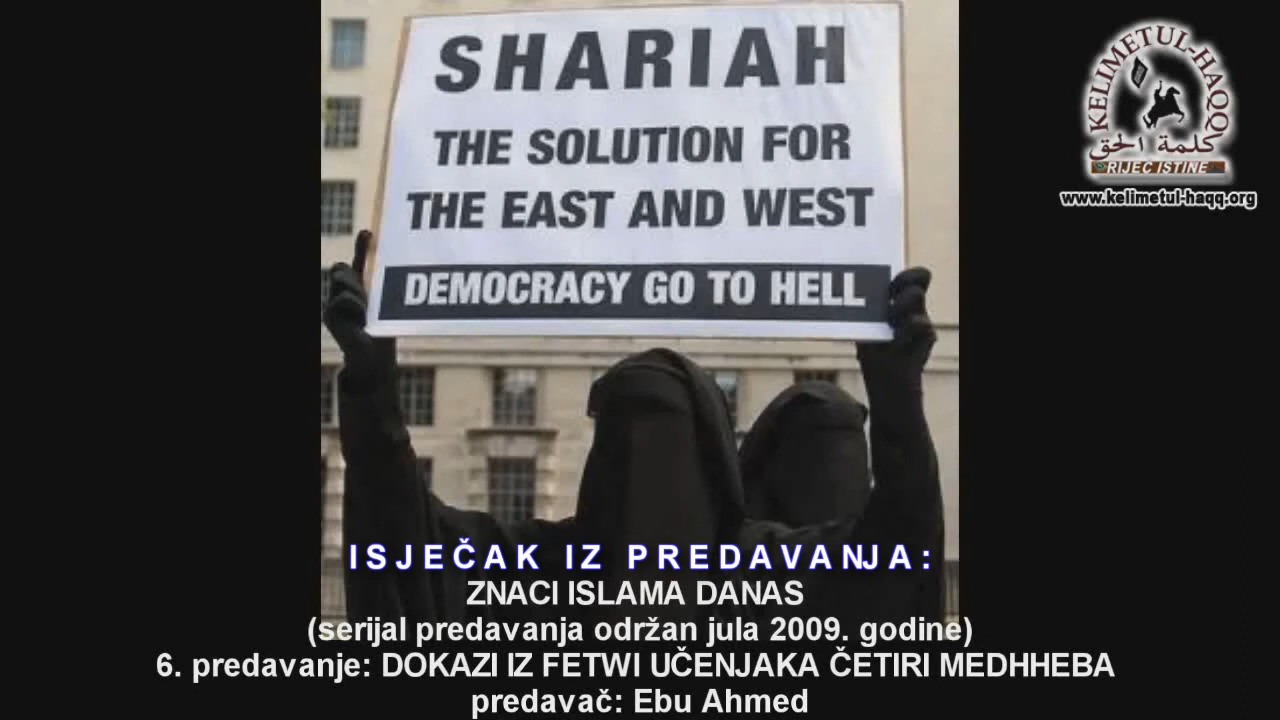 SHARIAH
THE SOLUTION FOR
THE EAST AND WEST
DEMOCRACY GO TO HELL
KELIMETUL-HAQQ
كلمة الحق
RIJEC ISTINE
www.kelimetul-haqq.org
ISJEČAK IZ PREDAVANJA:
ZNACI ISLAMA DANAS
(serijal predavanja održan jula 2009. godine)
6. predavanje: DOKAZI IZ FETWI UČENJAKA ČETIRI MEDHHEBA
predavač: Ebu Ahmed